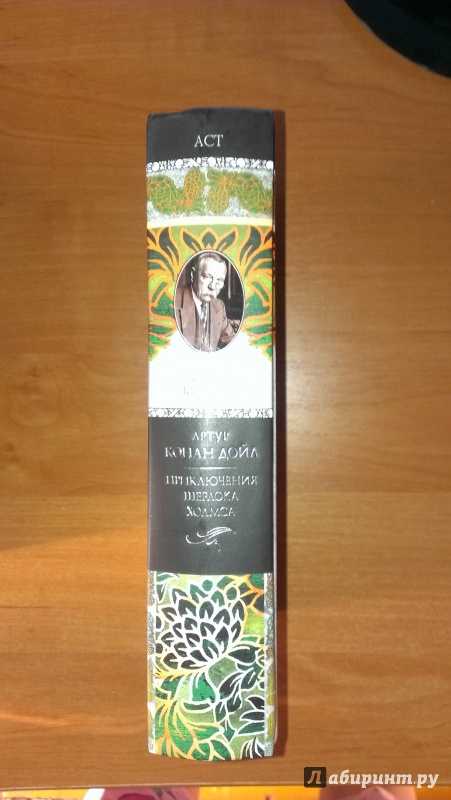 АСТ
АРТУР
КОНАН ДОЙЛ
ПРИКЛЮЧЕНИЯ
ШЕРЛОКА
ХОЛМСА
Лабиринт.ру